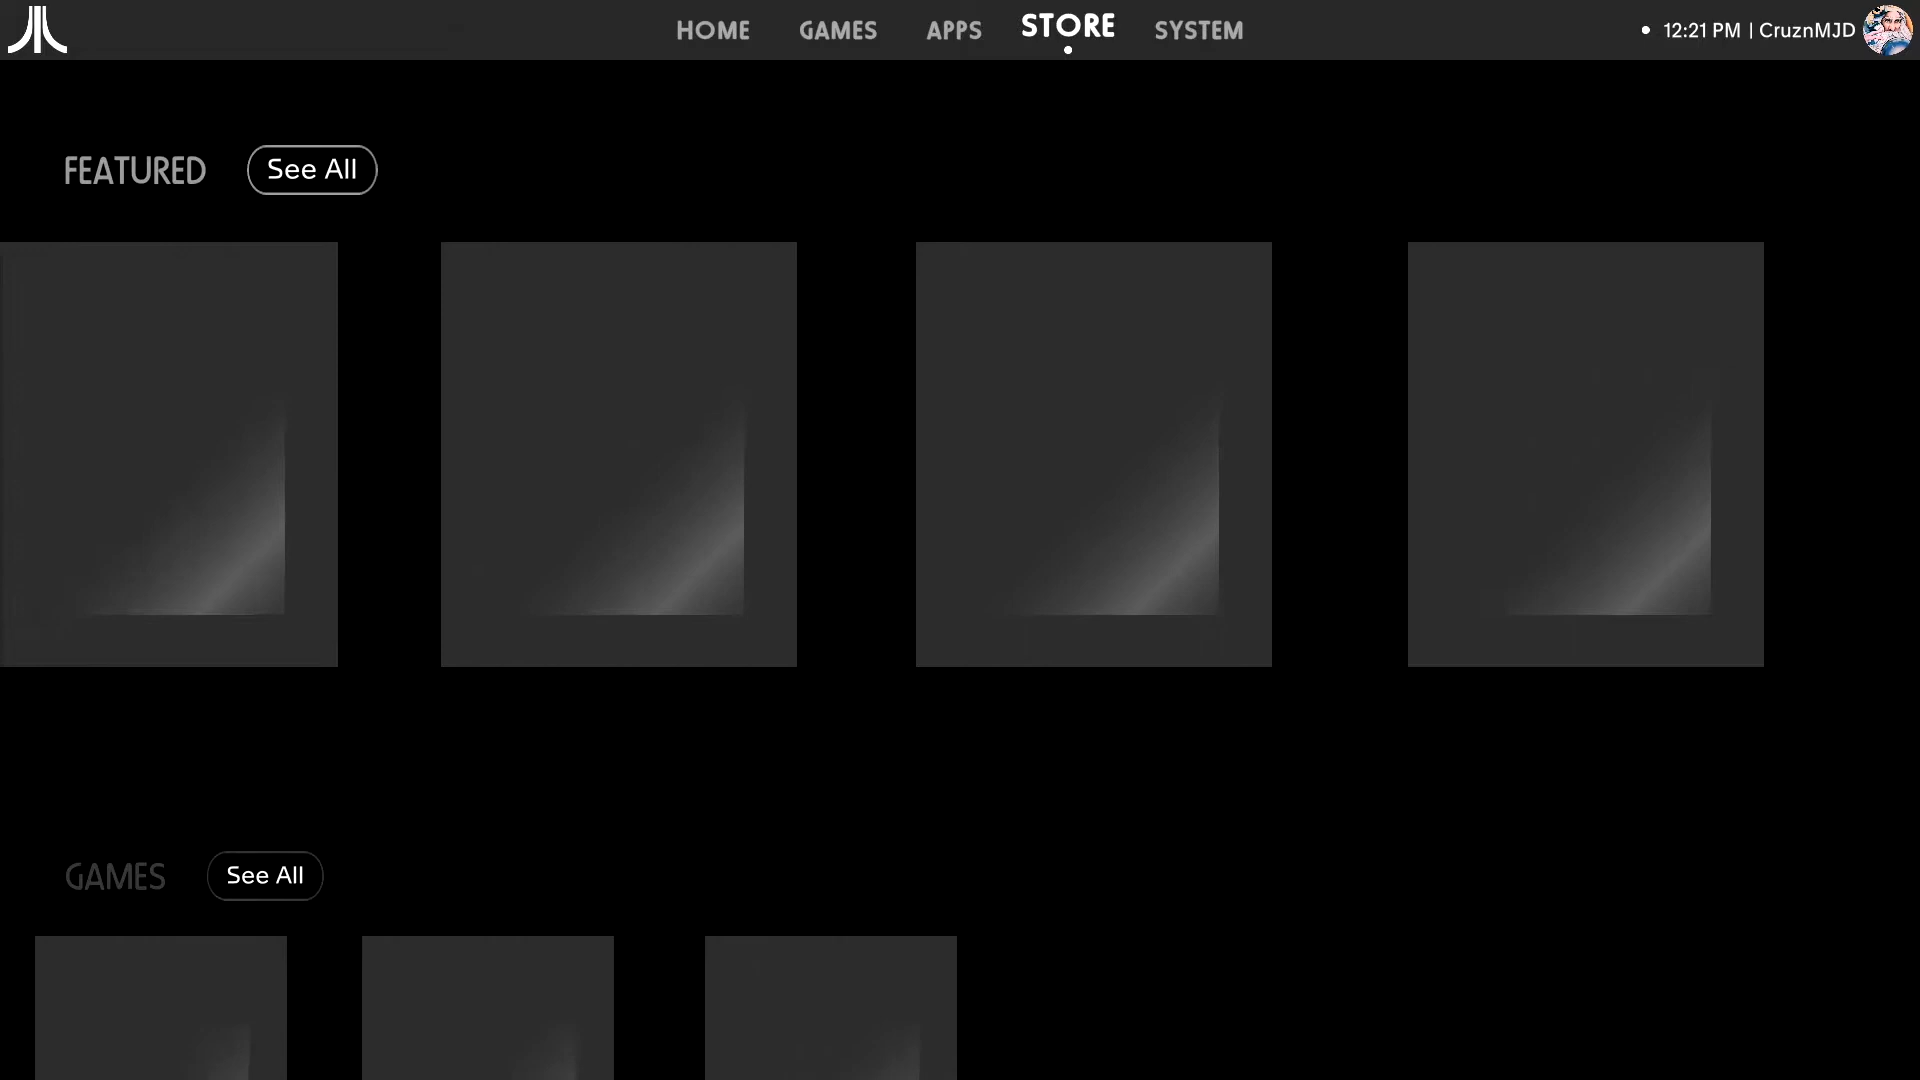 HOME GAMES APPS STORE SYSTEM 12:21 PM | CruznMJD
FEATURED See All
GAMES See All